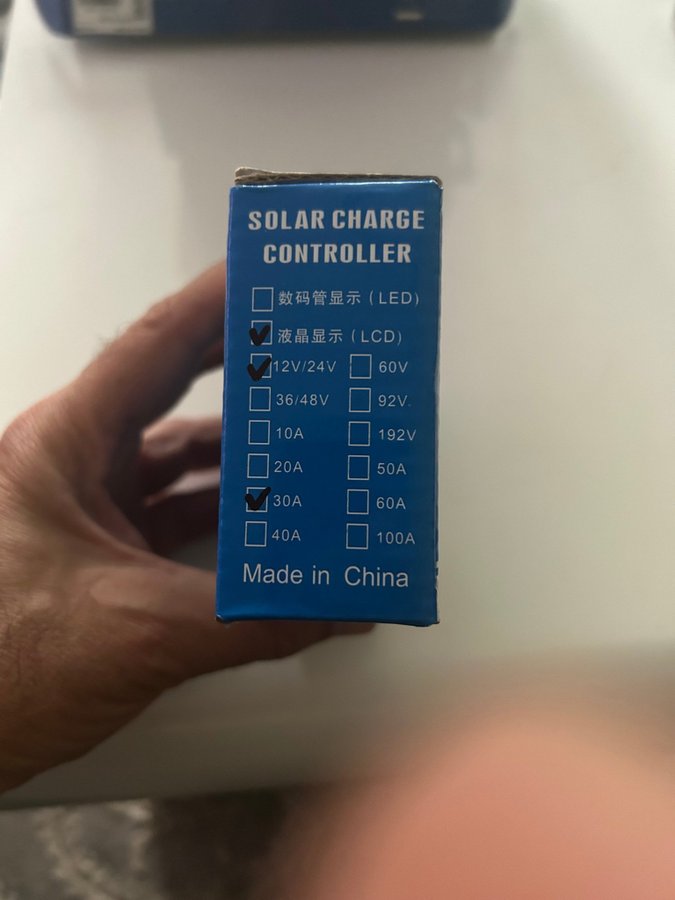 SOLAR CHARGE
CONTROLLER
数码管显示 (LED)
液晶显示 (LCD)
12V/24V 60V
36/48V 92V
10A 192V
20A 50A
30A 60A
40A 100A
Made in China